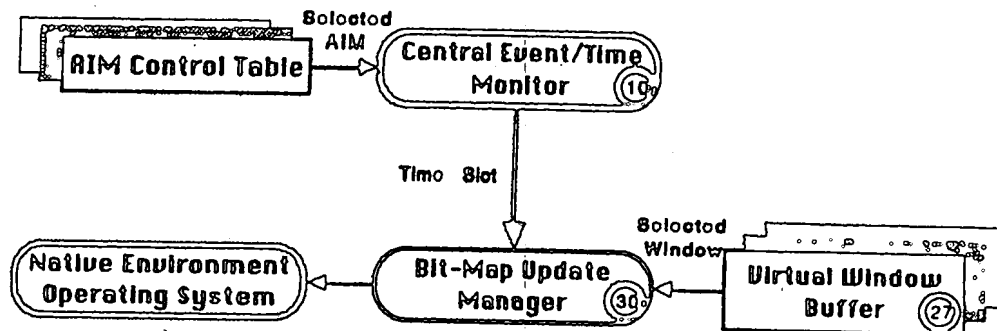 Selected
AIM
AIM Control Table
Central Event/Time
Monitor
10
Time Slot
Selected
Window
Native Environment
Operating System
Bit-Map Update
Manager
30
Virtual Window
Buffer
27